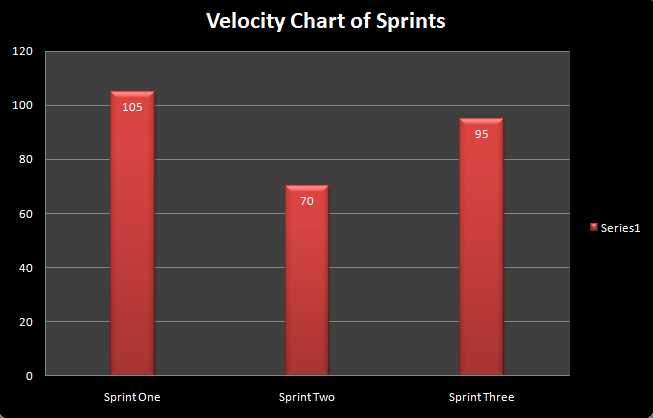 Velocity Chart of Sprints
120
100
80
60
40
20
0
105
70
95
Sprint One
Sprint Two
Sprint Three
Series1